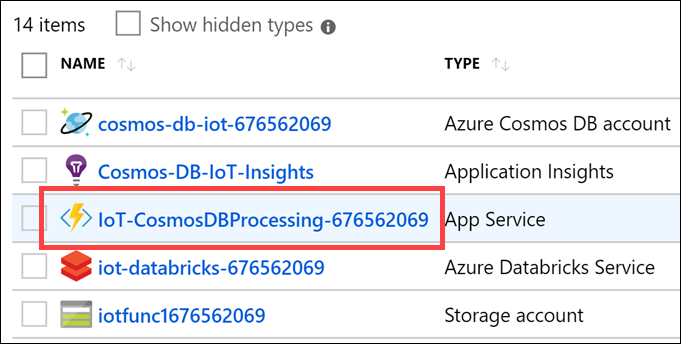 14 items Show hidden types
NAME TYPE
cosmos-db-iot-676562069 Azure Cosmos DB account
Cosmos-DB-IoT-Insights Application Insights
IoT-CosmosDBProcessing-676562069 App Service
iot-databricks-676562069 Azure Databricks Service
iotfunc1676562069 Storage account